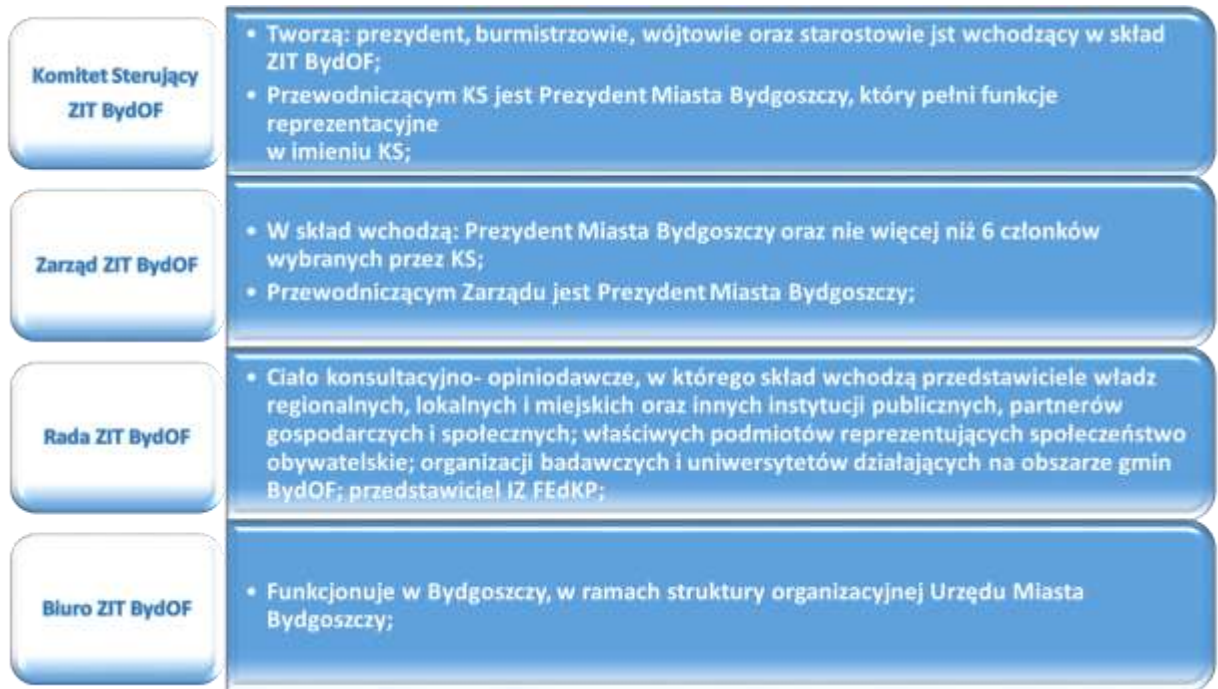 Komitet Sterujący
ZIT BydOF
• Tworzą: prezydent, burmistrzowie, wójtowie oraz starostowie jst wchodzący w skład
ZIT BydOF;
• Przewodniczącym KS jest Prezydent Miasta Bydgoszczy, który pełni funkcje
reprezentacyjne
w imieniu KS;
Zarząd ZIT BydOF
• W skład wchodzą: Prezydent Miasta Bydgoszczy oraz nie więcej niż 6 członków
wybranych przez KS;
• Przewodniczącym Zarządu jest Prezydent Miasta Bydgoszczy;
Rada ZIT BydOF
• Ciało konsultacyjno- opiniodawcze, w którego skład wchodzą przedstawiciele władz
regionalnych, lokalnych i miejskich oraz innych instytucji publicznych, partnerów
gospodarczych i społecznych; właściwych podmiotów reprezentujących społeczeństwo
obywatelskie; organizacji badawczych i uniwersytetów działających na obszarze gmin
BydOF; przedstawiciel IZ FEdKP;
Biuro ZIT BydOF
• Funkcjonuje w Bydgoszczy, w ramach struktury organizacyjnej Urzędu Miasta
Bydgoszczy;